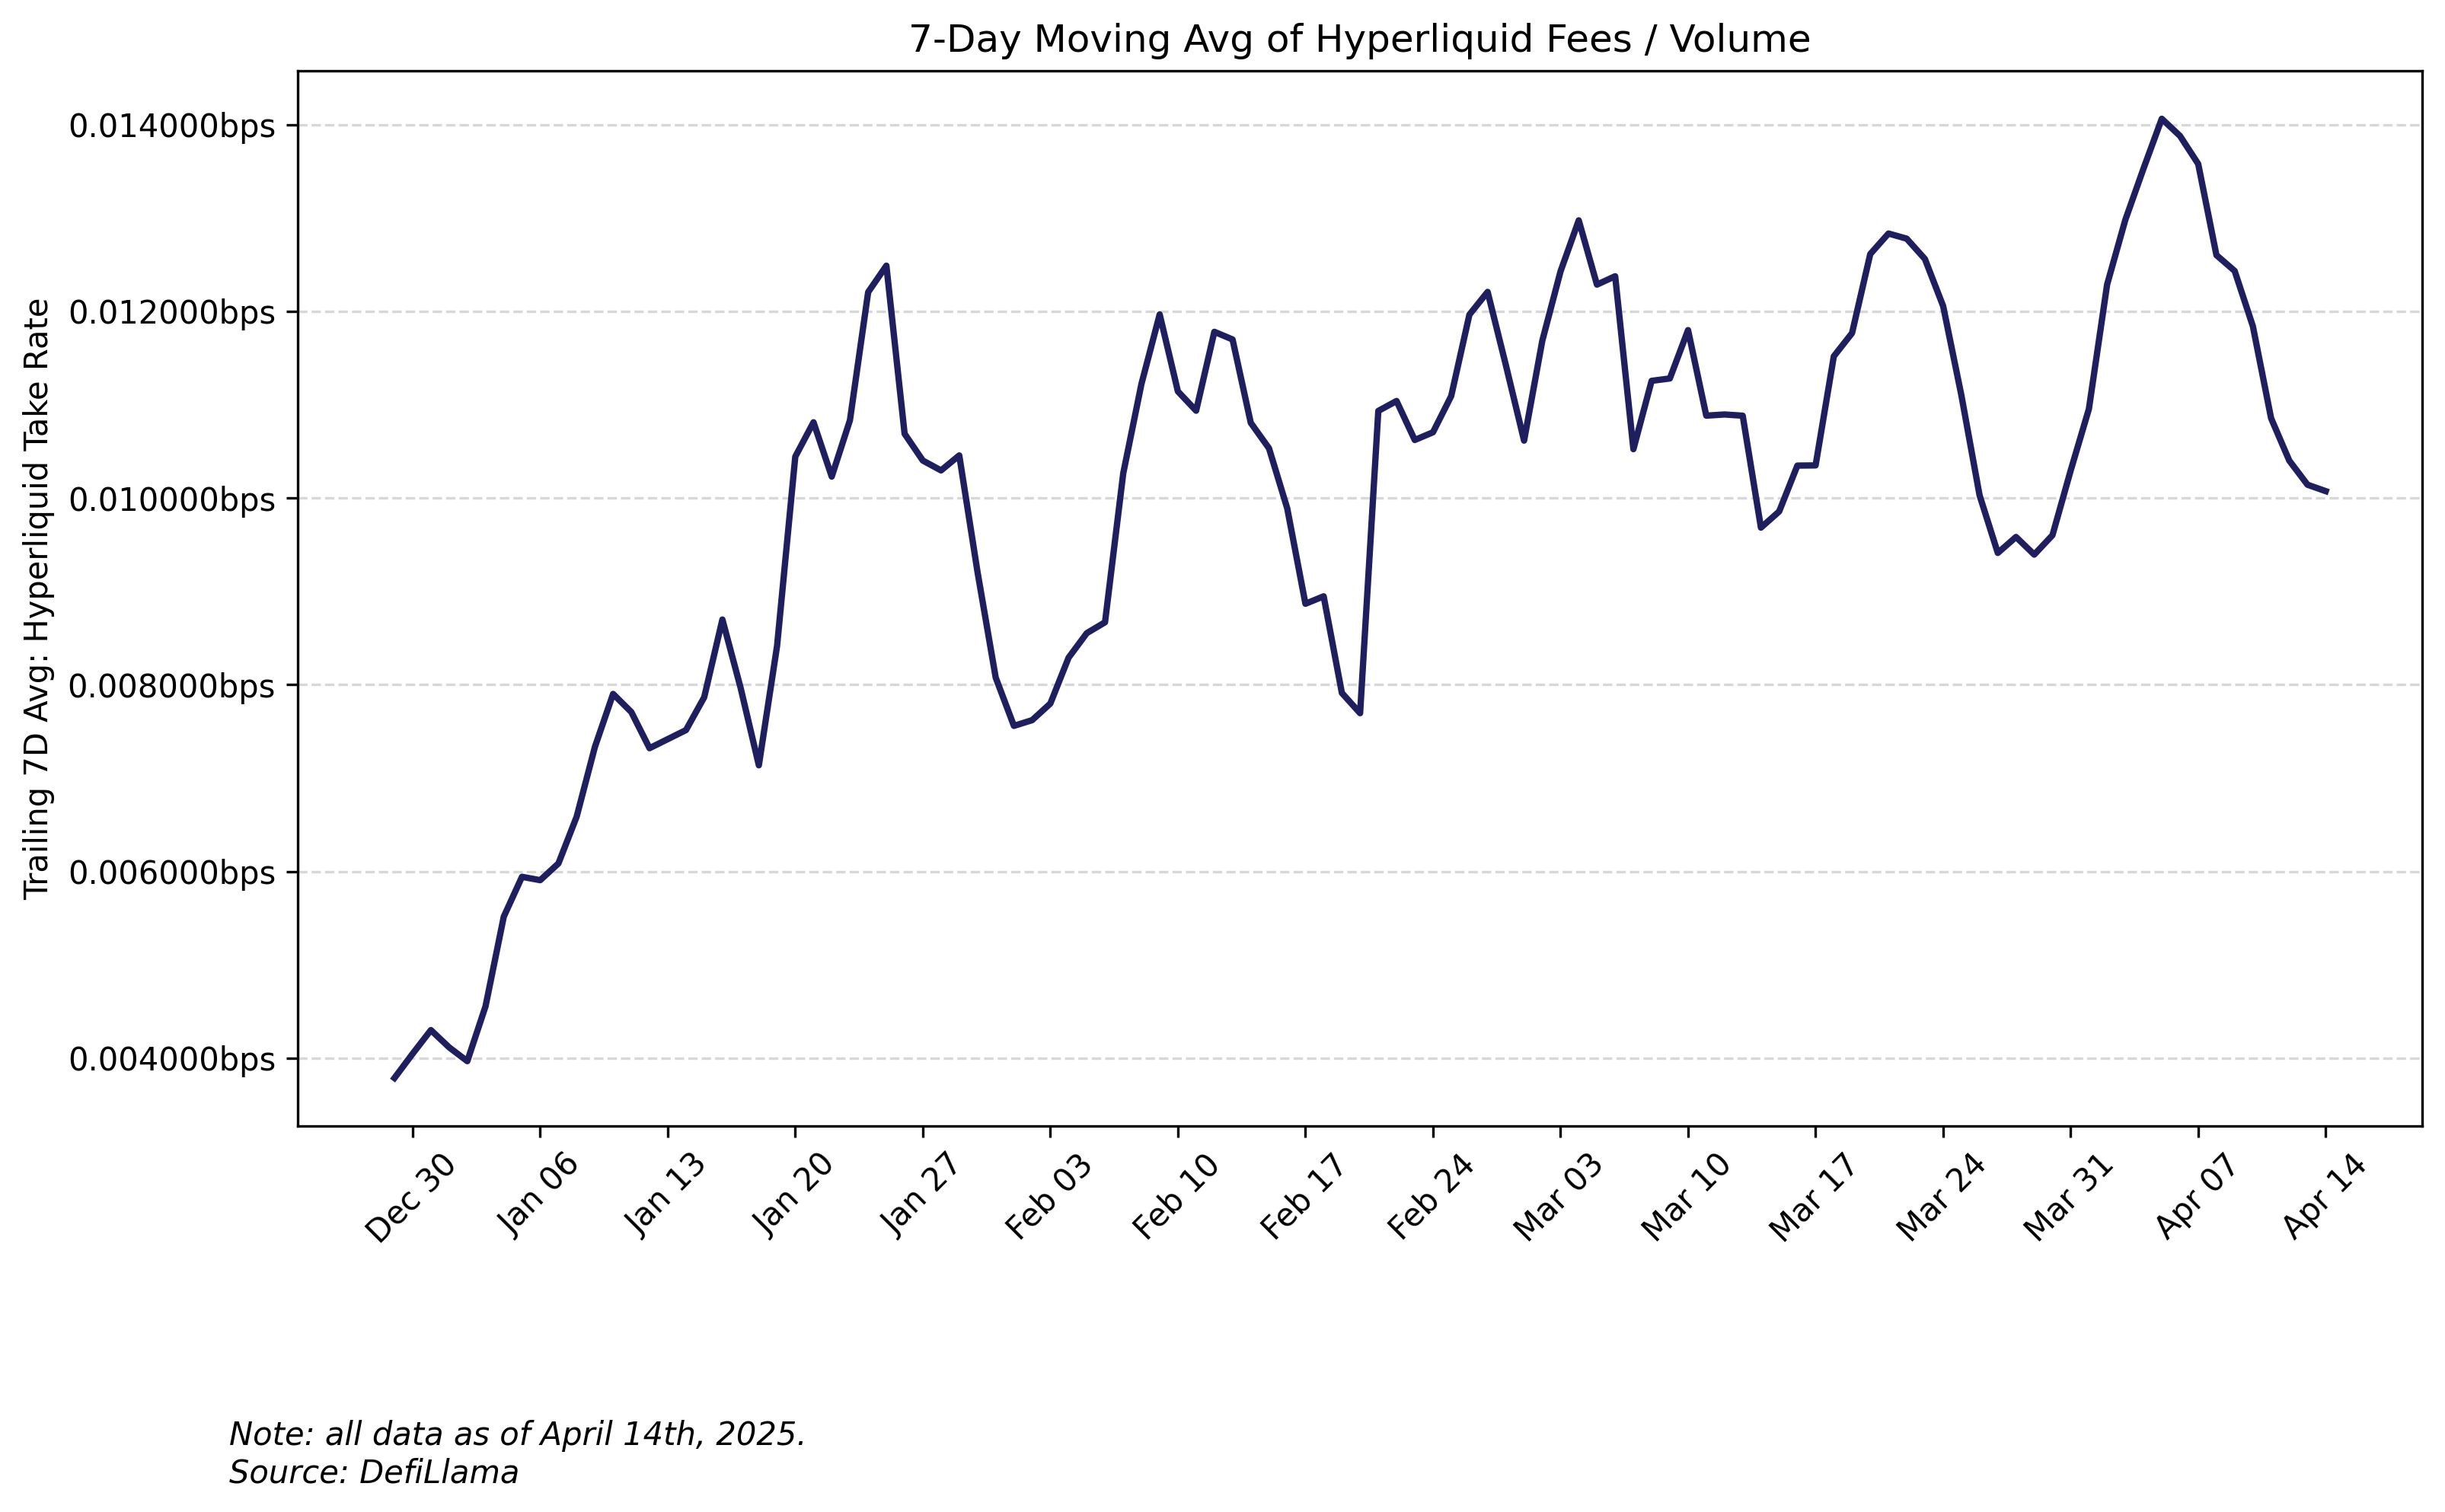 7-Day Moving Avg of Hyperliquid Fees / Volume
Trailing 7D Avg: Hyperliquid Take Rate
0.014000bps
0.012000bps
0.010000bps
0.008000bps
0.006000bps
0.004000bps
Dec 30
Jan 06
Jan 13
Jan 20
Jan 27
Feb 03
Feb 10
Feb 17
Feb 24
Mar 03
Mar 10
Mar 17
Mar 24
Mar 31
Apr 07
Apr 14
Note: all data as of April 14th, 2025.
Source: DefiLlama